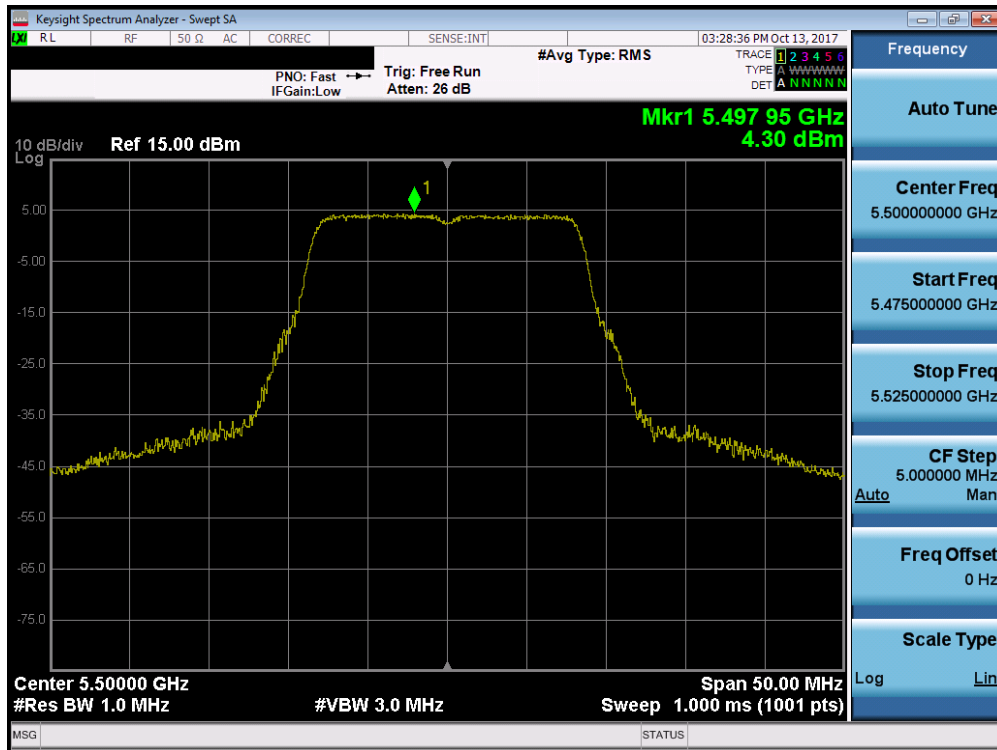 Keysight Spectrum Analyzer - Swept SA
LXI RL RF 50 Ω AC CORREC SENSE:INT 03:28:36 PM Oct 13, 2017
PNO: Fast
IFGain:Low
Trig: Free Run
Atten: 26 dB
#Avg Type: RMS
TRACE 1 2 3 4 5 6
TYPE A WWWWW
DET A N N N N N
Mkr1 5.497 95 GHz
4.30 dBm
10 dB/div
Log
Ref 15.00 dBm
1
5.00
-5.00
-15.0
-25.0
-35.0
-45.0
-55.0
-65.0
-75.0
Center 5.50000 GHz
#Res BW 1.0 MHz
#VBW 3.0 MHz
Span 50.00 MHz
Sweep 1.000 ms (1001 pts)
MSG
STATUS
Frequency
Auto Tune
Center Freq
5.500000000 GHz
Start Freq
5.475000000 GHz
Stop Freq
5.525000000 GHz
CF Step
5.000000 MHz
Auto Man
Freq Offset
0 Hz
Scale Type
Log Lin